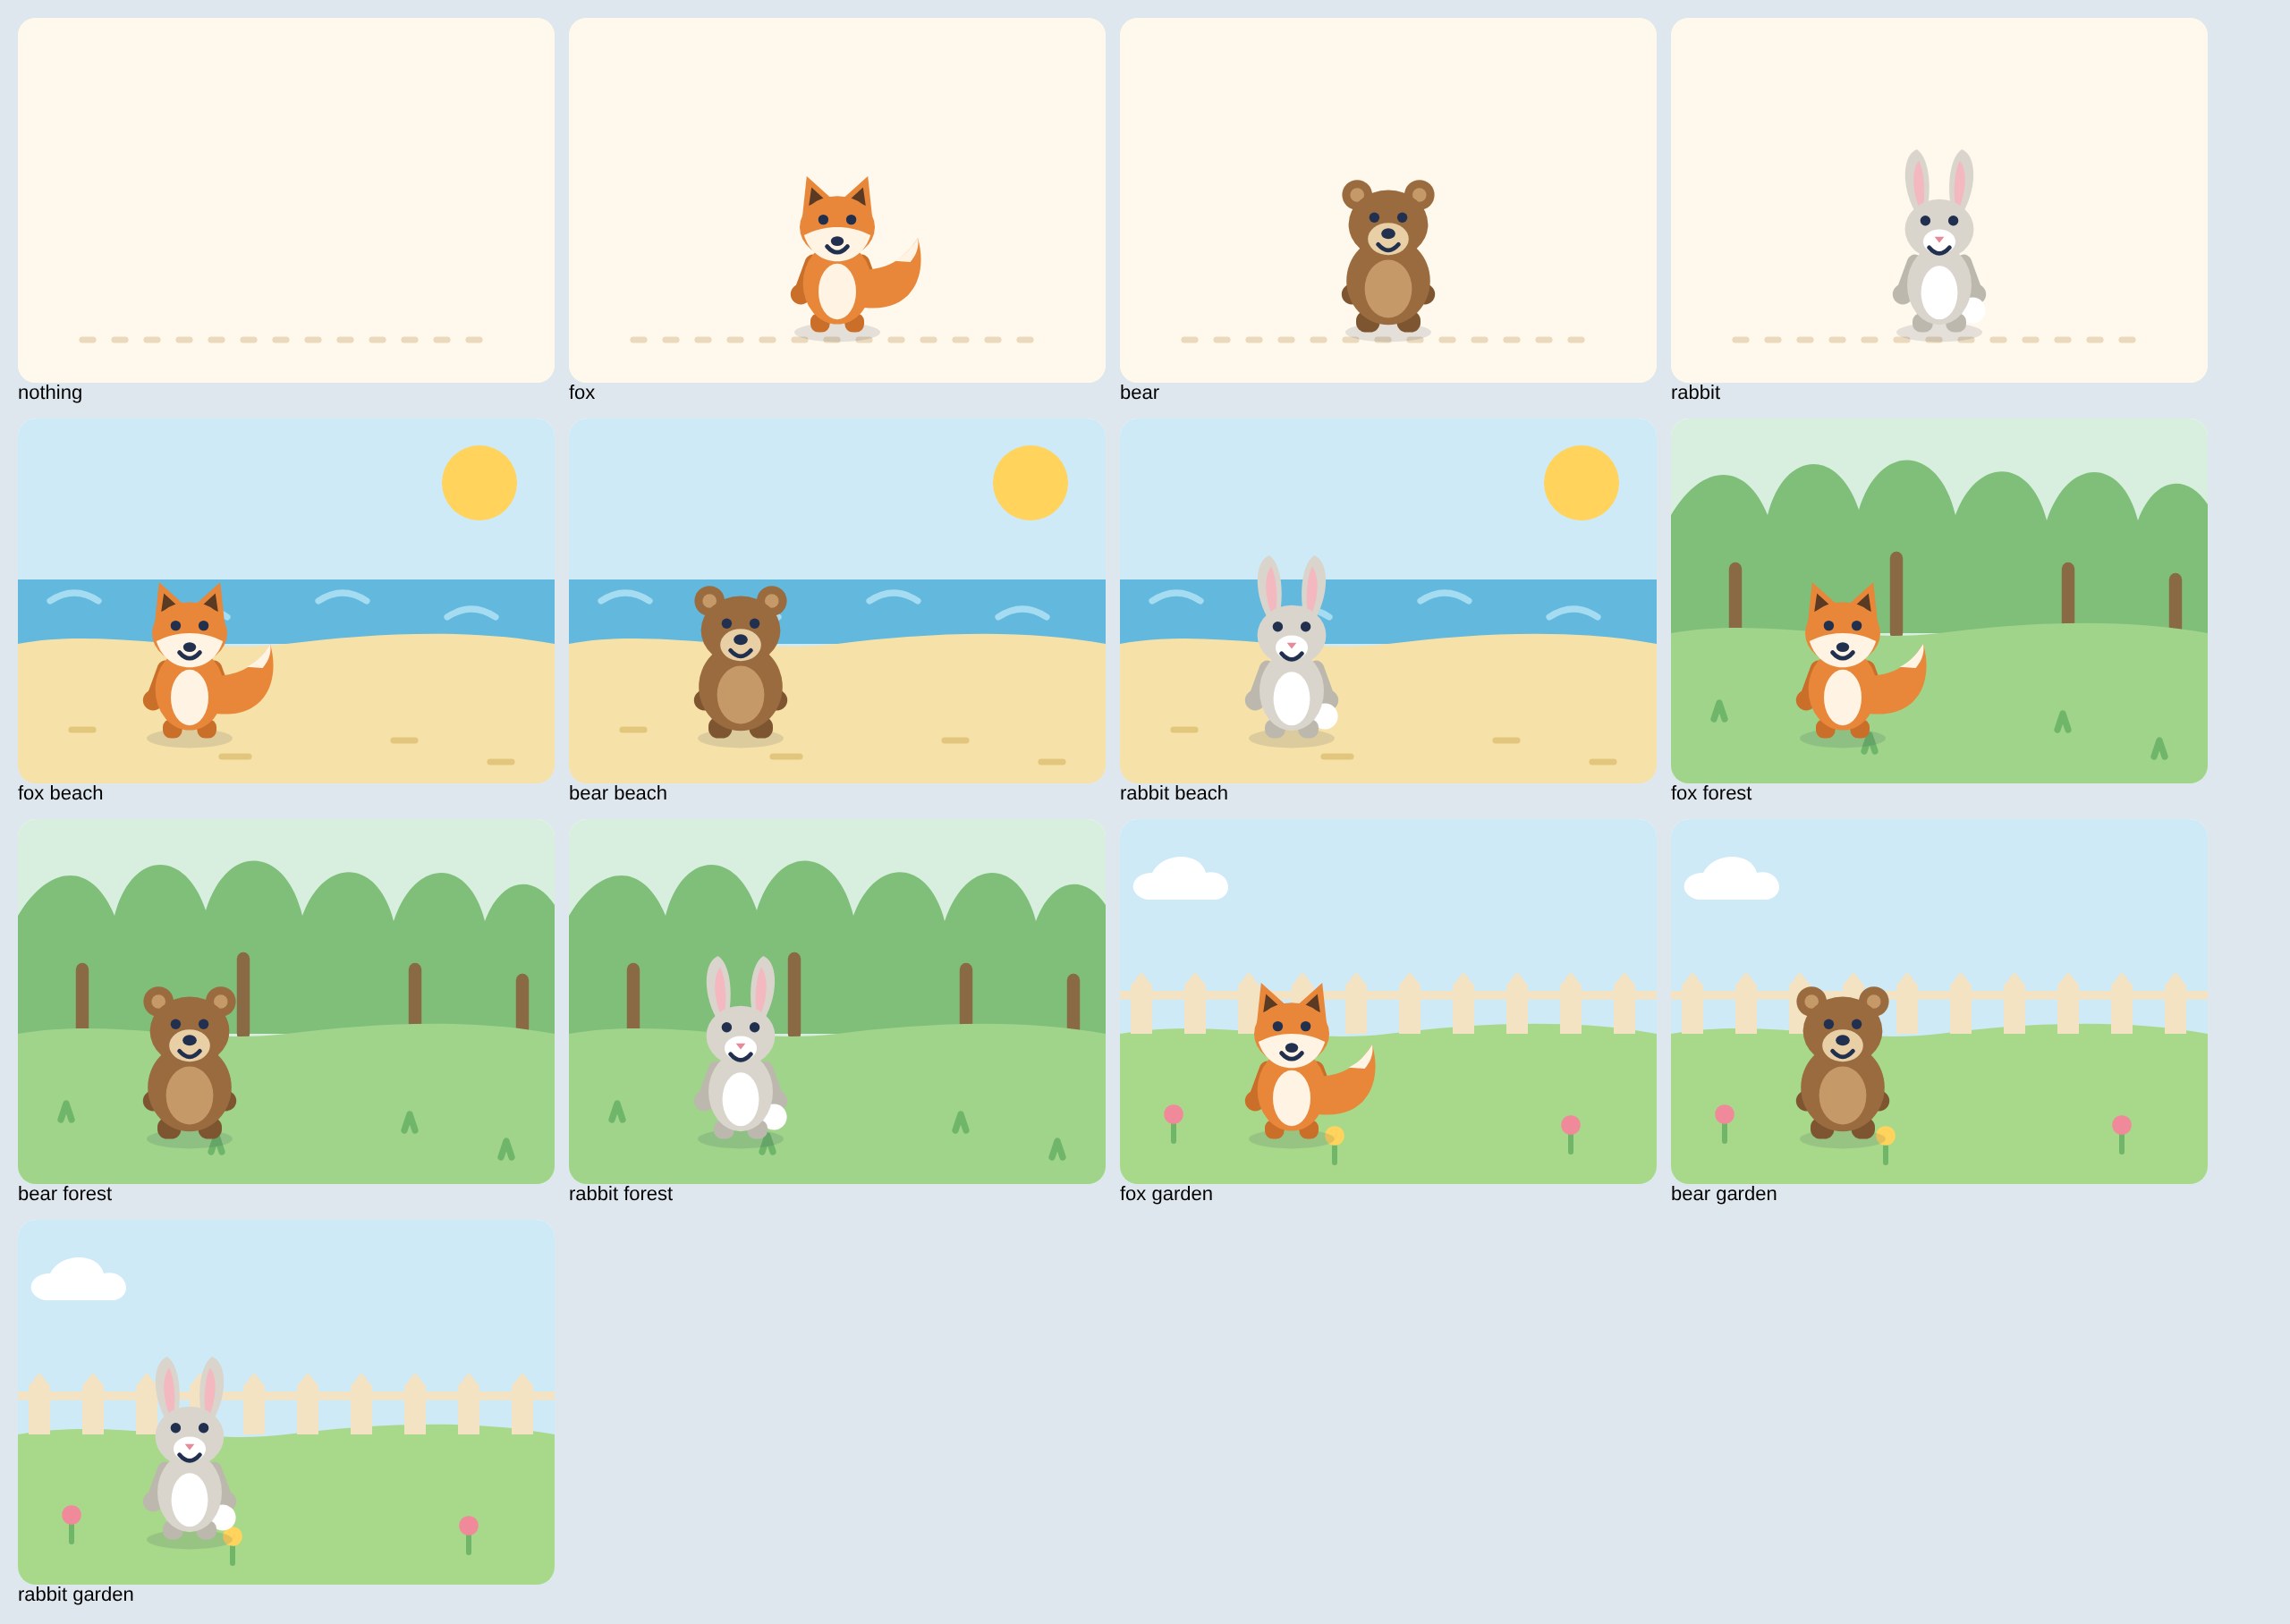 nothing
fox
bear
rabbit
fox beach
bear beach
rabbit beach
fox forest
bear forest
rabbit forest
fox garden
bear garden
rabbit garden